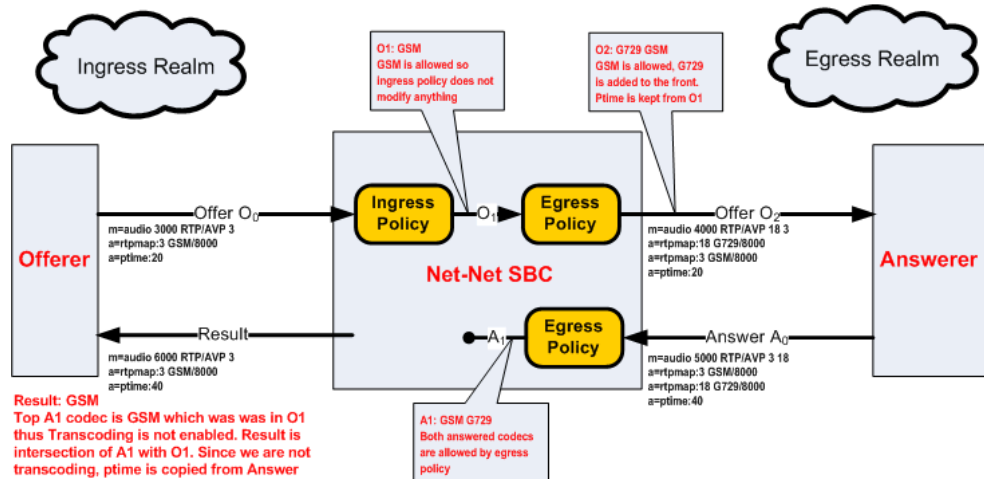 Ingress Realm
O1: GSM
GSM is allowed so
ingress policy does not
modify anything
O2: G729 GSM
GSM is allowed, G729
is added to the front.
Ptime is kept from O1
Egress Realm
Offerer
Offer O0
m=audio 3000 RTP/AVP 3
a=rtpmap:3 GSM/8000
a=ptime:20
Ingress
Policy
O1
Egress
Policy
Net-Net SBC
Offer O2
m=audio 4000 RTP/AVP 18 3
a=rtpmap:18 G729/8000
a=rtpmap:3 GSM/8000
a=ptime:20
Answerer
Result
m=audio 6000 RTP/AVP 3
a=rtpmap:3 GSM/8000
a=ptime:40
A1
Egress
Policy
Answer A0
m=audio 5000 RTP/AVP 3 18
a=rtpmap:3 GSM/8000
a=rtpmap:18 G729/8000
a=ptime:40
Result: GSM
Top A1 codec is GSM which was was in O1
thus Transcoding is not enabled. Result is
intersection of A1 with O1. Since we are not
transcoding, ptime is copied from Answer
A1: GSM G729
Both answered codecs
are allowed by egress
policy